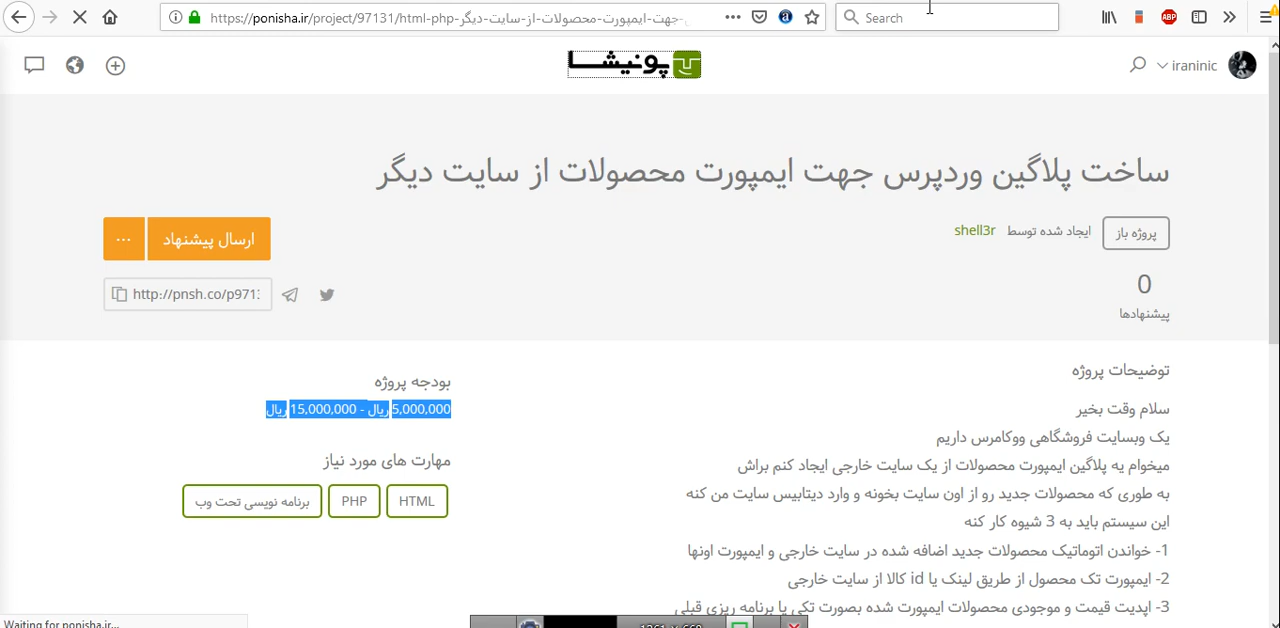 https://ponisha.ir/project/97131/html-php-جهت-ایمپورت-محصولات-از-سایت-دیگر-
Search
ABP
پونیشا
iraninic
ساخت پلاگین وردپرس جهت ایمپورت محصولات از سایت دیگر
پروژه باز
ایجاد شده توسط shell3r
ارسال پیشنهاد
...
http://pnsh.co/p971
0
پیشنهادها
توضیحات پروژه
سلام وقت بخیر
یک وبسایت فروشگاهی ووکامرس داریم
میخوام یه پلاگین ایمپورت محصولات از یک سایت خارجی ایجاد کنم براش
به طوری که محصولات جدید رو از اون سایت بخونه و وارد دیتابیس سایت من کنه
این سیستم باید به 3 شیوه کار کنه
1- خواندن اتوماتیک محصولات جدید اضافه شده در سایت خارجی و ایمپورت اونها
2- ایمپورت تک محصول از طریق لینک یا id کالا از سایت خارجی
3- اپدیت قیمت و موجودی محصولات ایمپورت شده بصورت تکی یا برنامه ریزی قبلی
بودجه پروژه
5,000,000 ریال - 15,000,000 ریال
مهارت های مورد نیاز
HTML
PHP
برنامه نویسی تحت وب
Waiting for ponisha.ir...